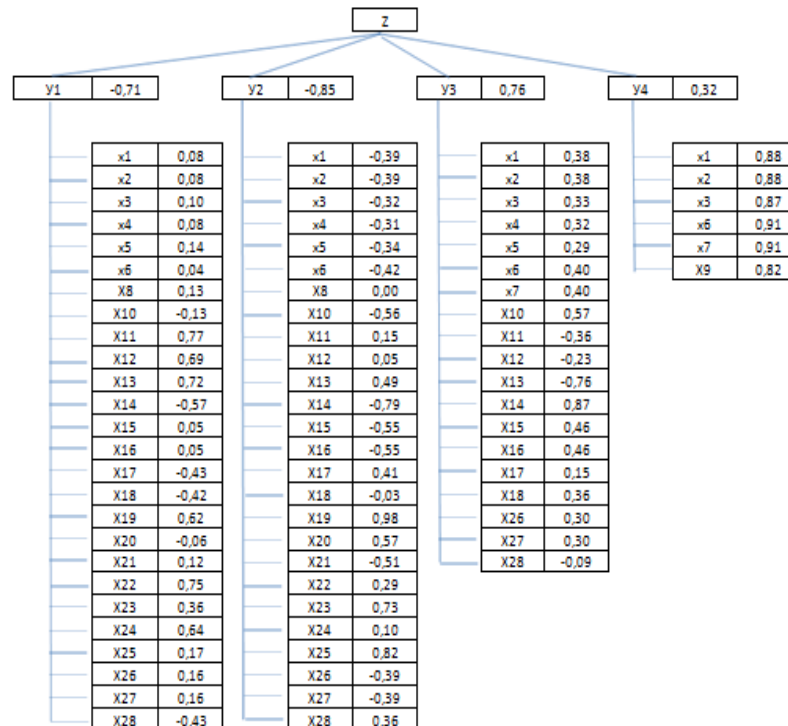 Z
У1 -0,71 У2 -0,85 У3 0,76 У4 0,32
x1 0,08 x1 -0,39 x1 0,38 x1 0,88
x2 0,08 x2 -0,39 x2 0,38 x2 0,88
x3 0,10 x3 -0,32 x3 0,33 x3 0,87
x4 0,08 x4 -0,31 x4 0,32 x6 0,91
x5 0,14 x5 -0,34 x5 0,29 x7 0,91
x6 0,04 x6 -0,42 x6 0,40 X9 0,82
X8 0,13 X8 0,00 x7 0,40
X10 -0,13 X10 -0,56 X10 0,57
X11 0,77 X11 0,15 X11 -0,36
X12 0,69 X12 0,05 X12 -0,23
X13 0,72 X13 0,49 X13 -0,76
X14 -0,57 X14 -0,79 X14 0,87
X15 0,05 X15 -0,55 X15 0,46
X16 0,05 X16 -0,55 X16 0,46
X17 -0,43 X17 0,41 X17 0,15
X18 -0,42 X18 -0,03 X18 0,36
X19 0,62 X19 0,98 X26 0,30
X20 -0,06 X20 0,57 X27 0,30
X21 0,12 X21 -0,51 X28 -0,09
X22 0,75 X22 0,29
X23 0,36 X23 0,73
X24 0,64 X24 0,10
X25 0,17 X25 0,82
X26 0,16 X26 -0,39
X27 0,16 X27 -0,39
X28 -0,43 X28 0,36